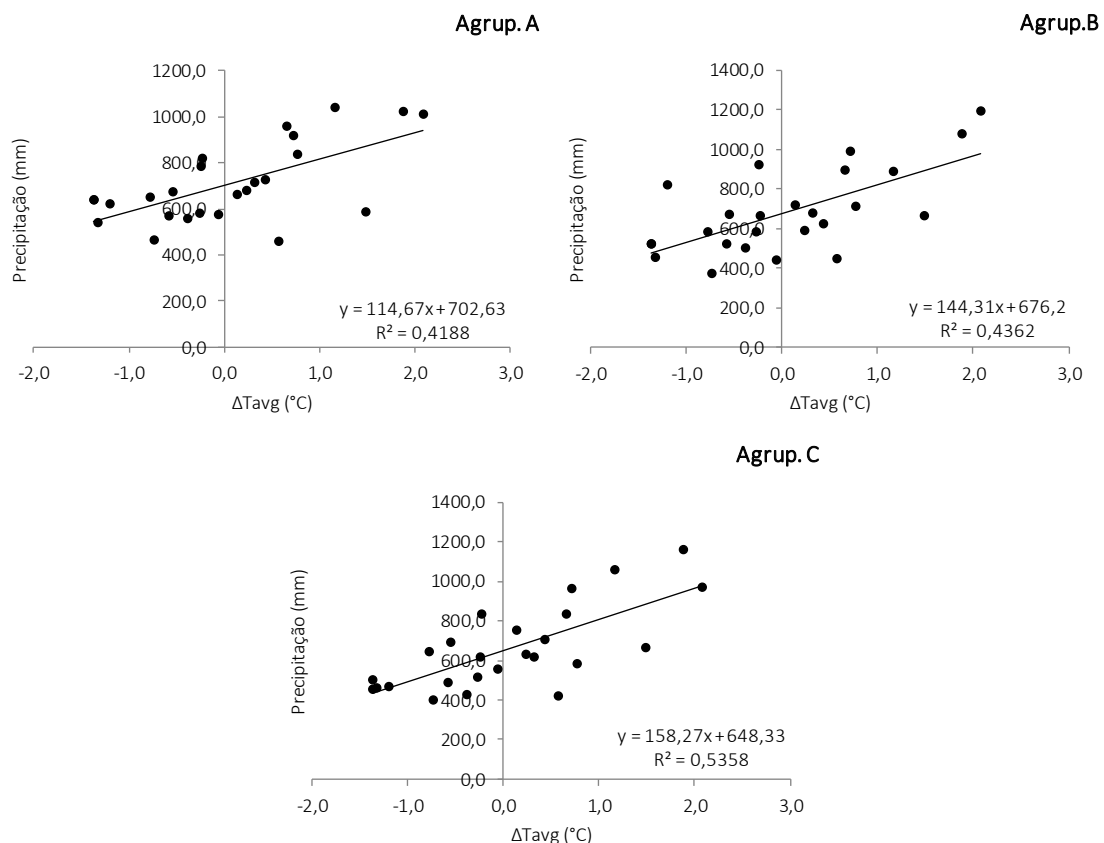 Agrup. A
Precipitação (mm)
1200,0
1000,0
800,0
600,0
400,0
200,0
0,0
y = 114,67x+702,63
R² = 0,4188
-2,0 -1,0 0,0 1,0 2,0 3,0
ΔTavg (°C)
Agrup.B
Precipitação (mm)
1400,0
1200,0
1000,0
800,0
600,0
400,0
200,0
0,0
y = 144,31x+676,2
R² = 0,4362
-2,0 -1,0 0,0 1,0 2,0 3,0
ΔTavg (°C)
Agrup. C
Precipitação (mm)
1400,0
1200,0
1000,0
800,0
600,0
400,0
200,0
0,0
y = 158,27x+648,33
R² = 0,5358
-2,0 -1,0 0,0 1,0 2,0 3,0
ΔTavg (°C)